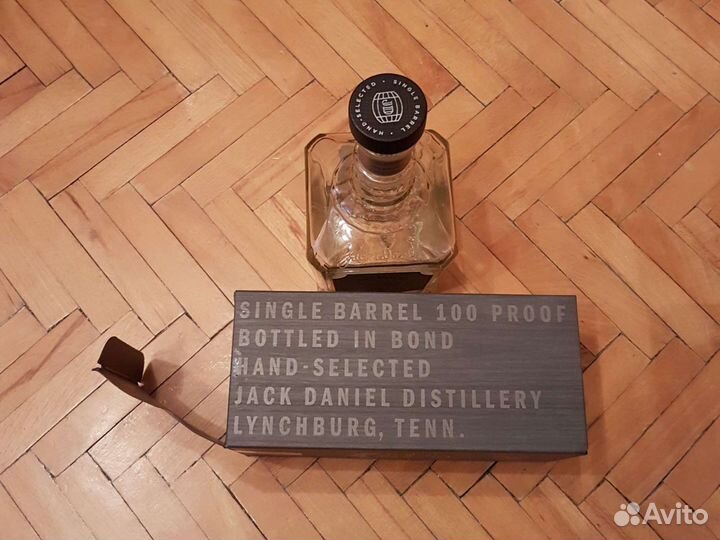 HAND-SELECTED • SINGLE BARREL •
JD
SINGLE BARREL 100 PROOF
BOTTLED IN BOND
HAND-SELECTED
JACK DANIEL DISTILLERY
LYNCHBURG, TENN.
Avito